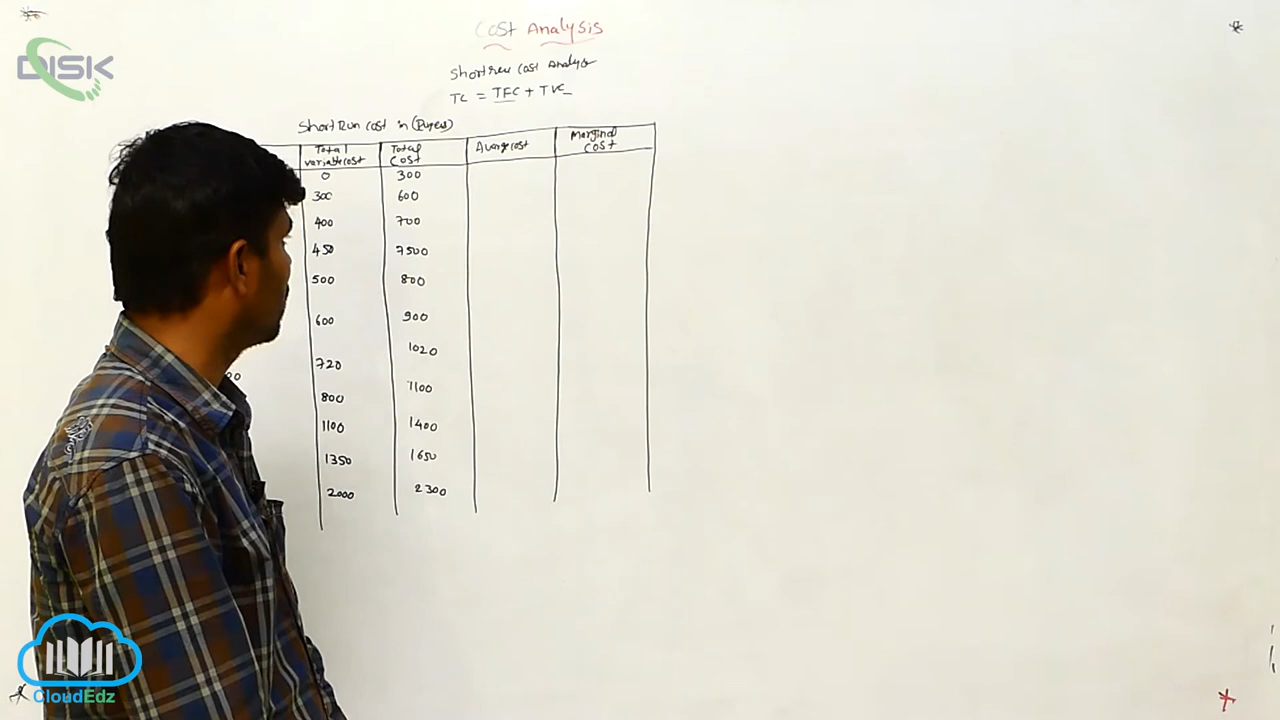 DISK
Cost Analysis
Shortrun cost Analysis
TC = TFC + TVC
Short Run cost in (Rupees)
Total variable cost Total Cost Average cost Marginal Cost
0 300
300 600
400 700
450 7500
500 800
600 900
720 1020
800 1100
1100 1400
1350 1650
2000 2300
CloudEdz